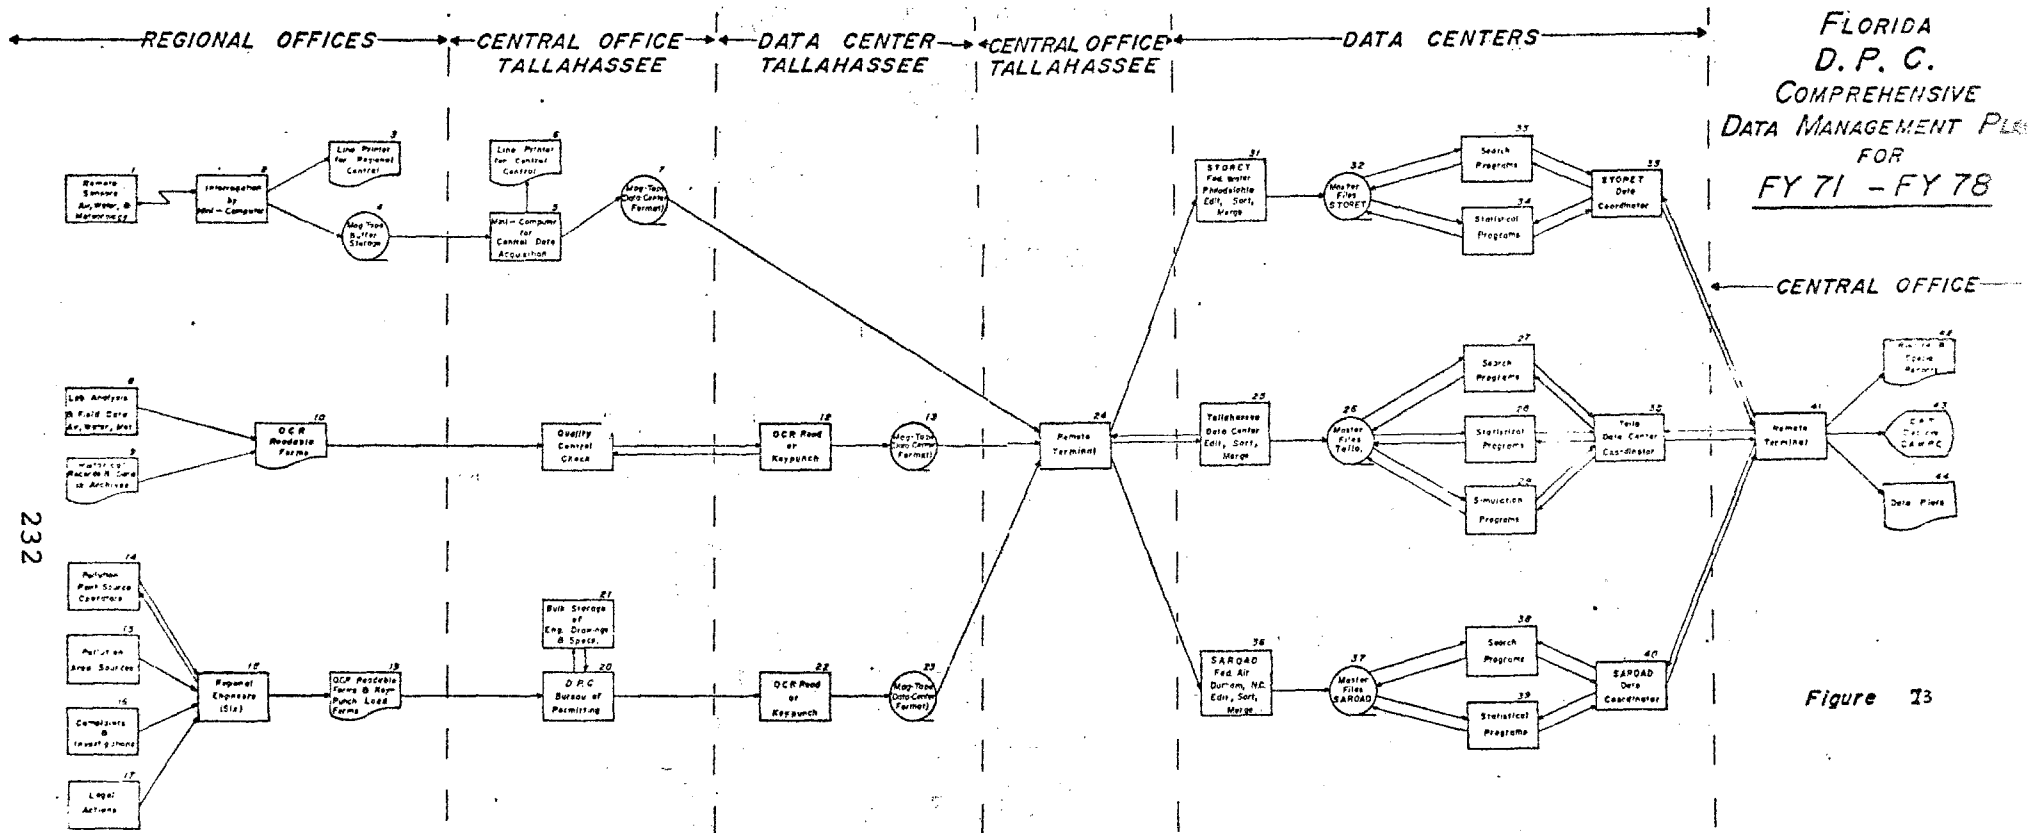 REGIONAL OFFICES
CENTRAL OFFICE
TALLAHASSEE
DATA CENTER
TALLAHASSEE
CENTRAL OFFICE
TALLAHASSEE
DATA CENTERS
FLORIDA
D. P. C.
COMPREHENSIVE
DATA MANAGEMENT
FOR
FY 71 - FY 78
CENTRAL OFFICE
1
Remote
Sensors
Air, Water, &
Meteorology
2
Interrogation
by
Mini-Computer
3
Line Printer
for Regional
Control
4
Mag Tape
Buffer
Storage
5
Mini-Computer
for
Central Data
Acquisition
6
Line Printer
for Central
Control
7
Mag-Tape
(Data Center
Format)
8
Lab Analysis
& Field Data
Air, Water, Met
9
Historical
Records & Data
in Archives
10
OCR
Readable
Forms
Quality
Control
Check
12
OCR Read
or
Keypunch
13
Mag-Tape
(Data Center
Format)
14
Pollution
Point Source
Operators
15
Pollution
Area Sources
16
Complaints
&
Investigations
17
Legal
Actions
18
Regional
Engineers
(Six)
19
OCR Readable
Forms & Key-
Punch Load
Forms
20
D.P.C
Bureau of
Permitting
21
Bulk Storage
of
Eng. Drawings
& Specs.
22
OCR Read
or
Keypunch
23
Mag-Tape
(Data-Center
Format)
24
Remote
Terminal
25
Tallahassee
Data Center
Edit, Sort,
Merge
26
Master
Files
Talla.
27
Search
Programs
28
Statistical
Programs
29
Simulation
Programs
30
Talla
Data Center
Coordinator
31
STORET
Fed. Water
Philadelphia
Edit, Sort,
Merge
32
Master
Files
STORET
33
Search
Programs
34
Statistical
Programs
35
STORET
Data
Coordinator
36
SAROAD
Fed. Air
Durham, N.C.
Edit, Sort,
Merge
37
Master
Files
SAROAD
38
Search
Programs
39
Statistical
Programs
40
SAROAD
Data
Coordinator
41
Remote
Terminal
42
Reports
43
44
Data Plots
232
Figure 23